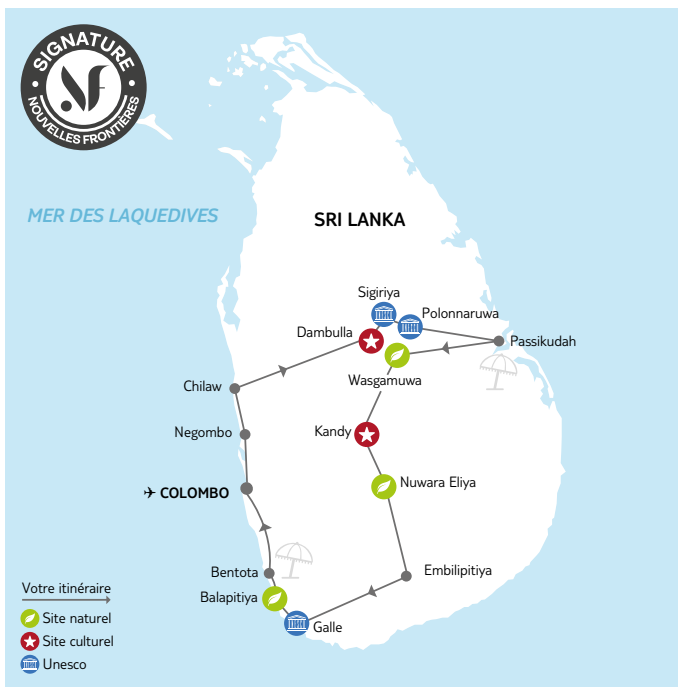 SIGNATURE
NOUVELLES FRONTIÈRES
NF
MER DES LAQUEDIVES
SRI LANKA
Sigiriya
Polonnaruwa
Dambulla
Passikudah
Wasgamuwa
Chilaw
Negombo
Kandy
Nuwara Eliya
COLOMBO
Bentota
Embilipitiya
Balapitiya
Galle
Votre itinéraire
Site naturel
Site culturel
Unesco